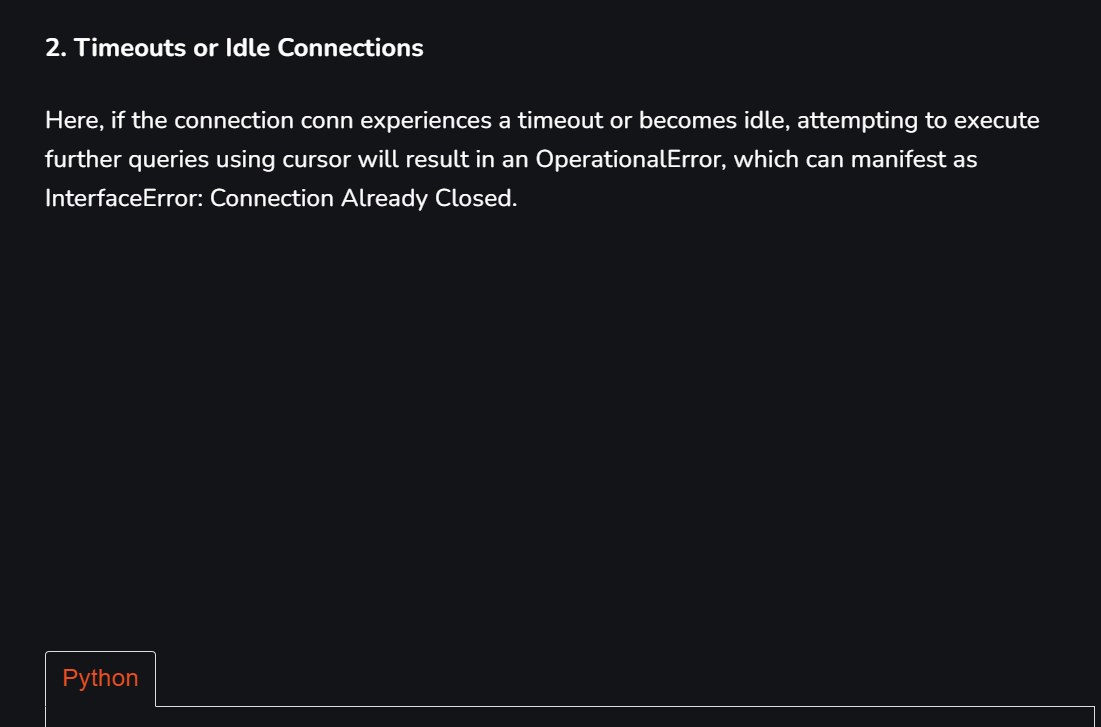 2. Timeouts or Idle Connections
Here, if the connection conn experiences a timeout or becomes idle, attempting to execute
further queries using cursor will result in an OperationalError, which can manifest as
InterfaceError: Connection Already Closed.
Python